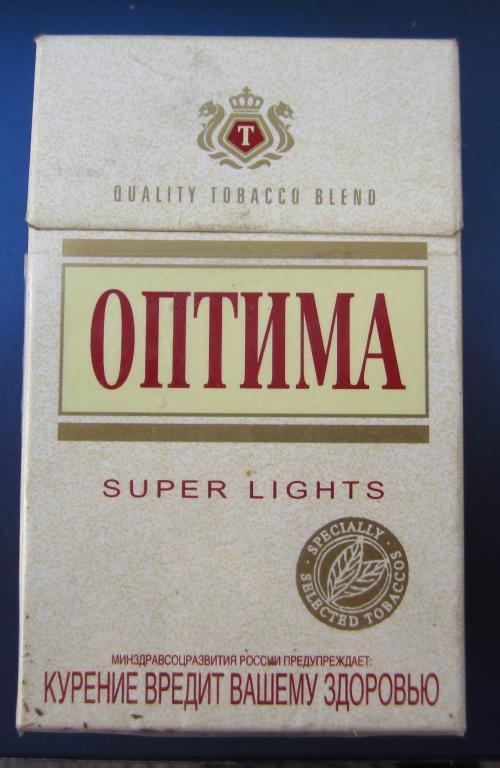 T
QUALITY TOBACCO BLEND
ОПТИМА
SUPER LIGHTS
· SPECIALLY ·
SELECTED TOBACCOS
МИНЗДРАВСОЦРАЗВИТИЯ РОССИИ ПРЕДУПРЕЖДАЕТ:
КУРЕНИЕ ВРЕДИТ ВАШЕМУ ЗДОРОВЬЮ